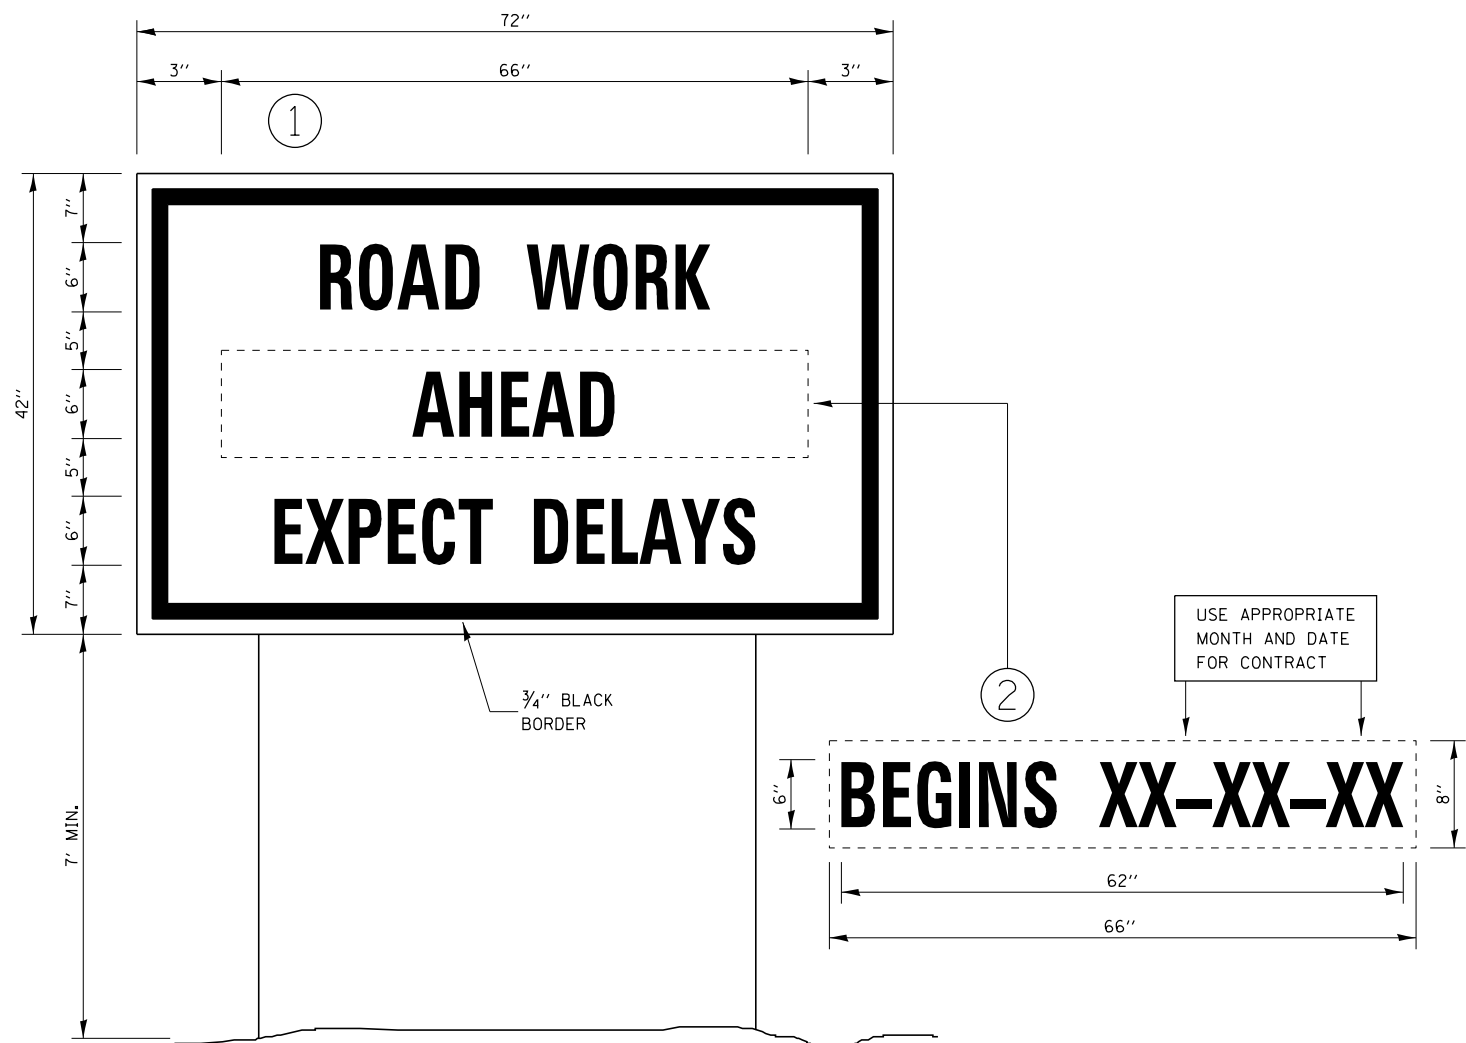 72''
3'' 66'' 3''
1
7''
6''
5''
6''
5''
6''
7''
42''
7' MIN.
ROAD WORK
AHEAD
EXPECT DELAYS
3/4'' BLACK
BORDER
2
USE APPROPRIATE
MONTH AND DATE
FOR CONTRACT
6''
BEGINS XX-XX-XX
8''
62''
66''